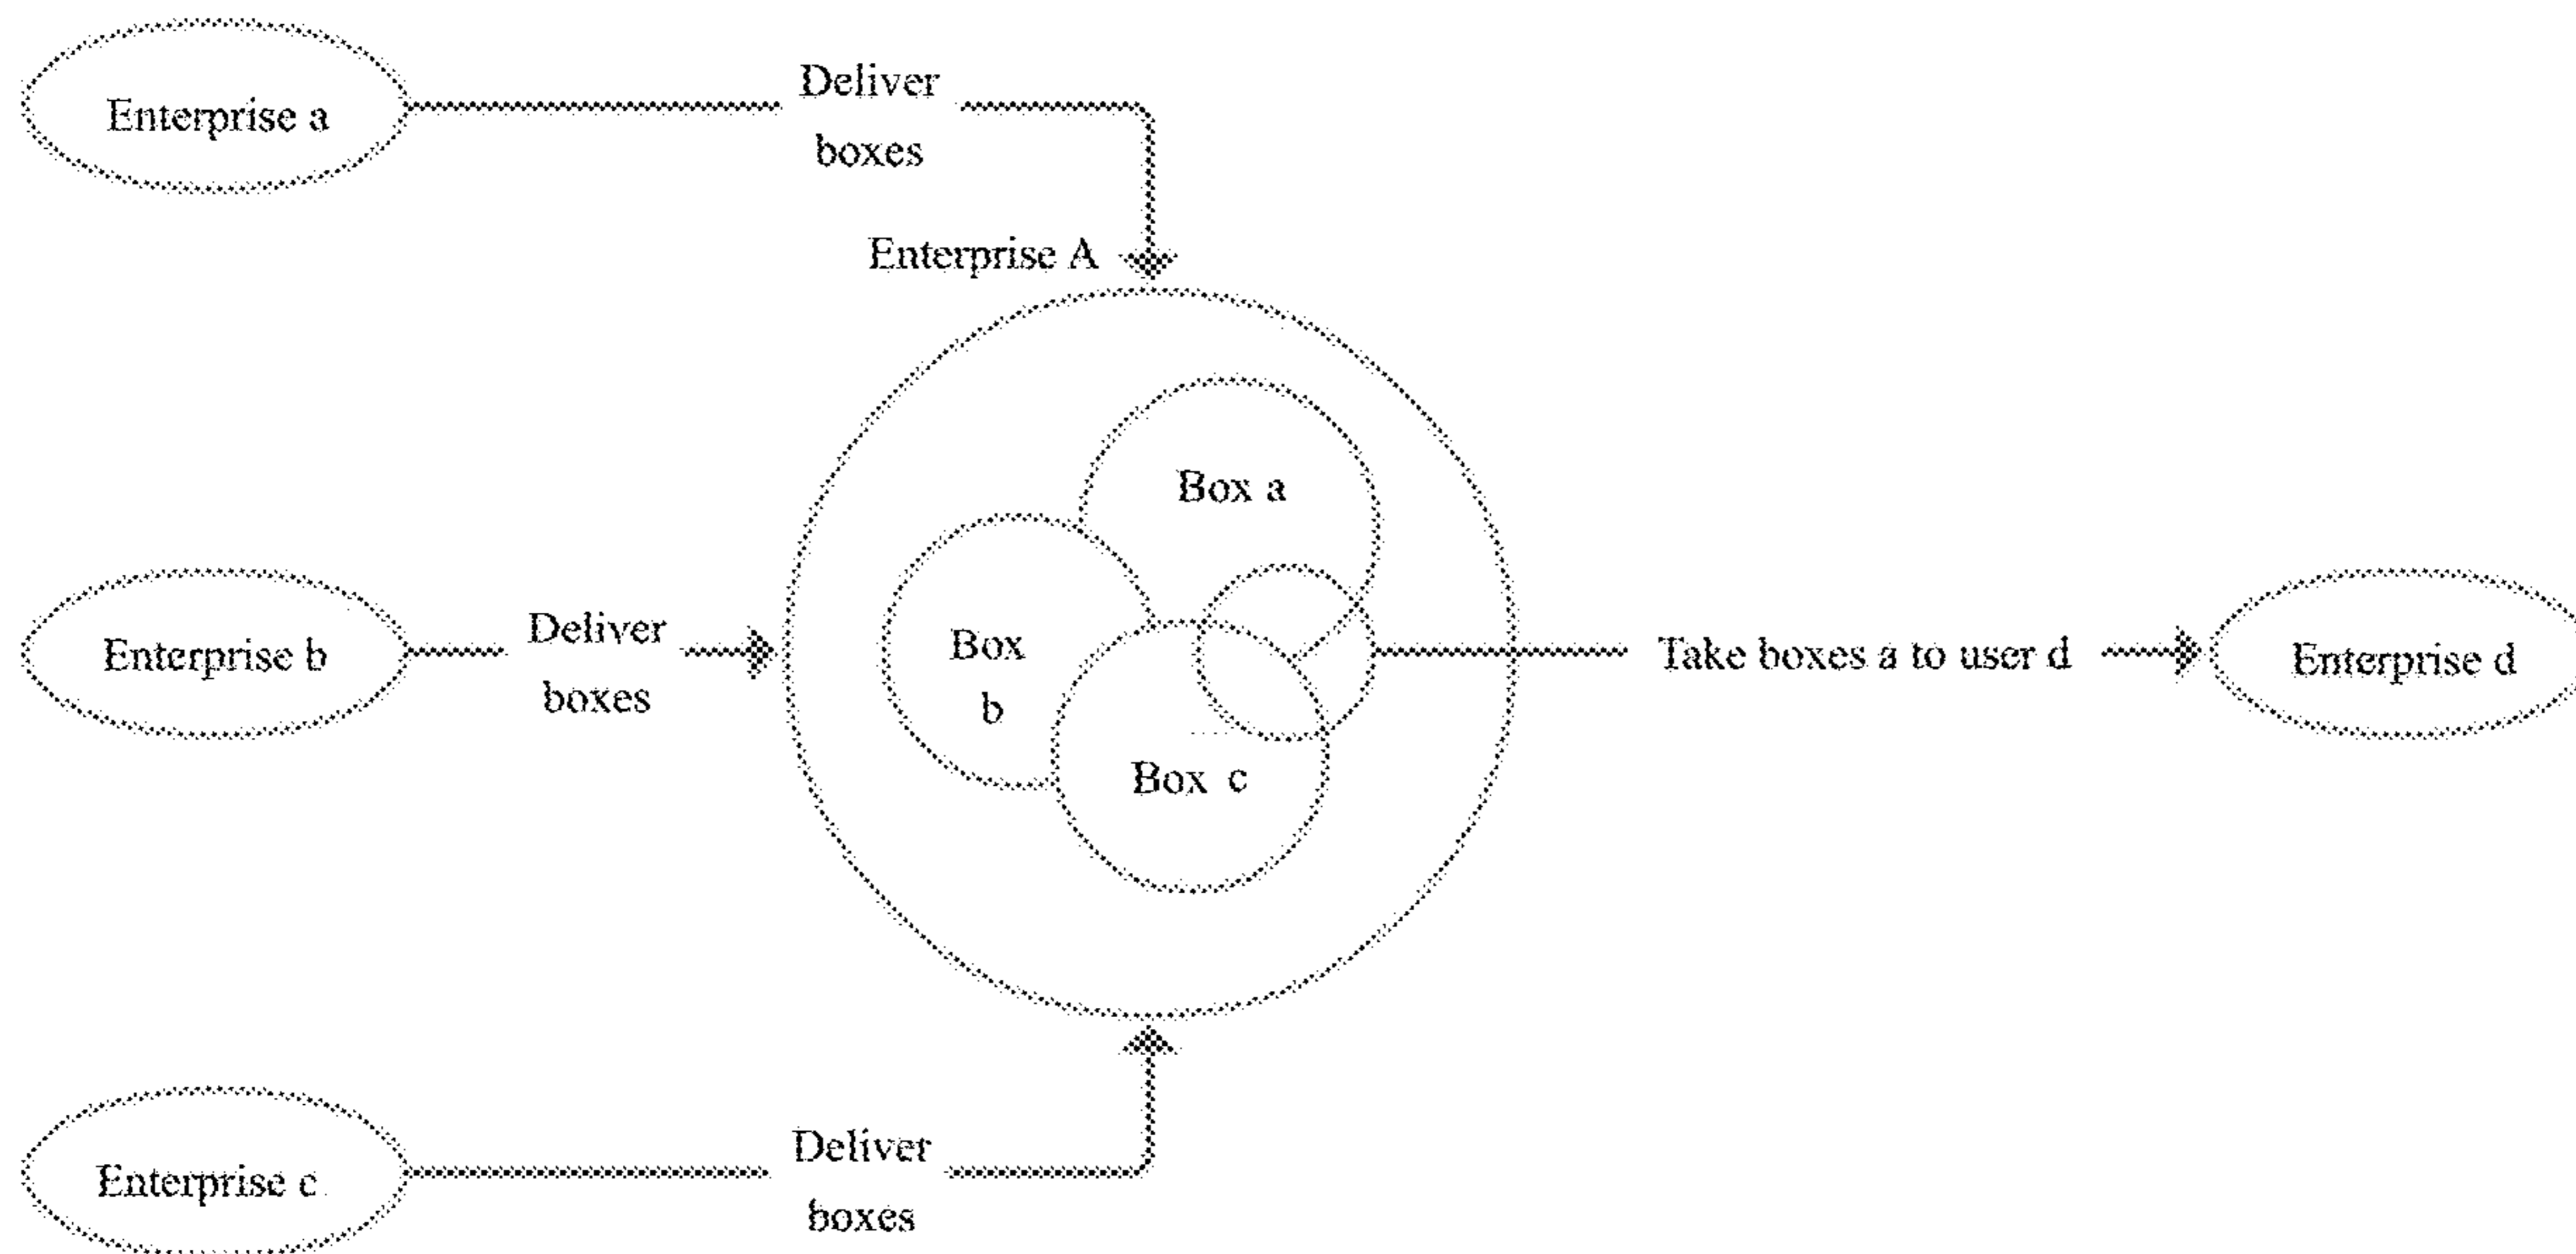 Deliver
boxes
Enterprise a
Enterprise A
Box a
Enterprise b
Deliver
boxes
Box
b
Box c
Take boxes a to user d
Enterprise d
Enterprise c
Deliver
boxes